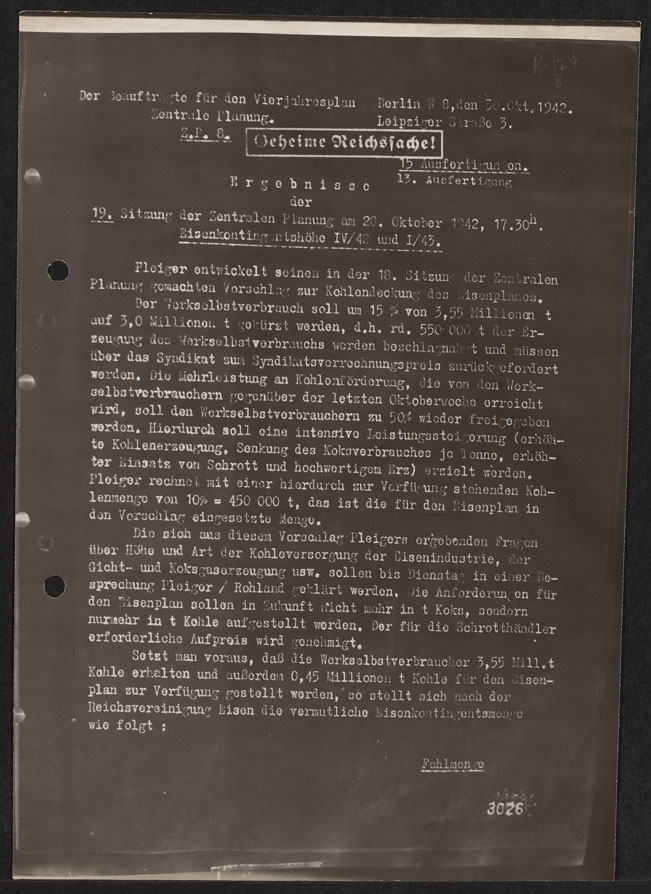 R-124
8
Der Beauftragte für den Vierjahresplan Berlin W 8, den 30.Okt.1942.
Zentrale Planung. Leipziger Straße 3.
Z.P. 8.
Geheime Reichssache!
15 Ausfertigungen.
13. Ausfertigung
Ergebnisse
der
19. Sitzung der Zentralen Planung am 28. Oktober 1942, 17.30h.
Eisenkontingentshöhe IV/42 und I/43.
Pleiger entwickelt seinen in der 18. Sitzung der Zentralen
Planung gemachten Vorschlag zur Kohlendeckung des Eisenplanes.
Der Werkselbstverbrauch soll um 15 % von 3,55 Millionen t
auf 3,0 Millionen t gekürzt werden, d.h. rd. 550 000 t der Er-
zeugung des Werkselbstverbrauchs werden beschlagnahmt und müssen
über das Syndikat zum Syndikatsverrechnungspreis zurückgefordert
werden. Die Mehrleistung an Kohlenförderung, die von den Werk-
selbstverbrauchern gegenüber der letzten Oktoberwoche erreicht
wird, soll den Werkselbstverbrauchern zu 50% wieder freigegeben
werden. Hierdurch soll eine intensive Leistungssteigerung (erhöh-
te Kohlenerzeugung, Senkung des Koksverbrauches je Tonne, erhöh-
ter Einsatz von Schrott und hochwertigem Erz) erzielt werden.
Pleiger rechnet mit einer hierdurch zur Verfügung stehenden Koh-
lenmenge von 10% = 450 000 t, das ist die für den Eisenplan in
den Vorschlag eingesetzte Menge.
Die sich aus diesem Vorschlag Pleigers ergebenden Fragen
über Höhe und Art der Kohleversorgung der Eisenindustrie, der
Gicht- und Koksgaserzeugung usw. sollen bis Dienstag in einer Be-
sprechung Pleiger / Rohland geklärt werden. Die Anforderungen für
den Eisenplan sollen in Zukunft nicht mehr in t Koks, sondern
nurmehr in t Kohle aufgestellt werden. Der für die Schrotthändler
erforderliche Aufpreis wird genehmigt.
Setzt man voraus, daß die Werkselbstverbraucher 3,55 Mill.t
Kohle erhalten und außerdem 0,45 Millionen t Kohle für den Eisen-
plan zur Verfügung gestellt werden, so stellt sich nach der
Reichsvereinigung Eisen die vermutliche Eisenkontingentsmenge
wie folgt :
Fehlmenge
3026